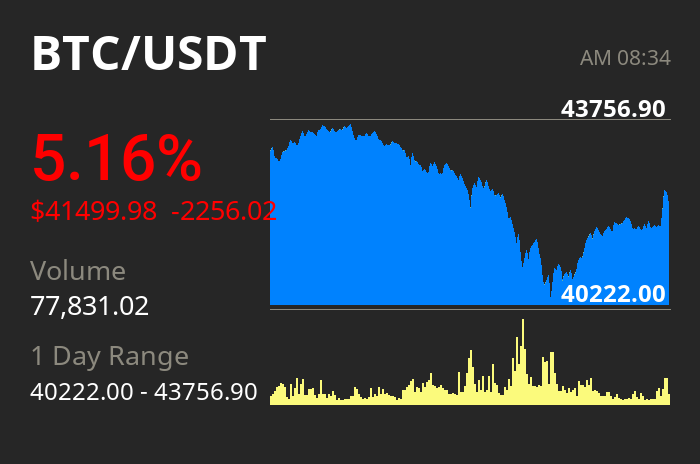 BTC/USDT
AM 08:34
43756.90
5.16%
$41499.98 -2256.02
Volume
77,831.02
40222.00
1 Day Range
40222.00 - 43756.90